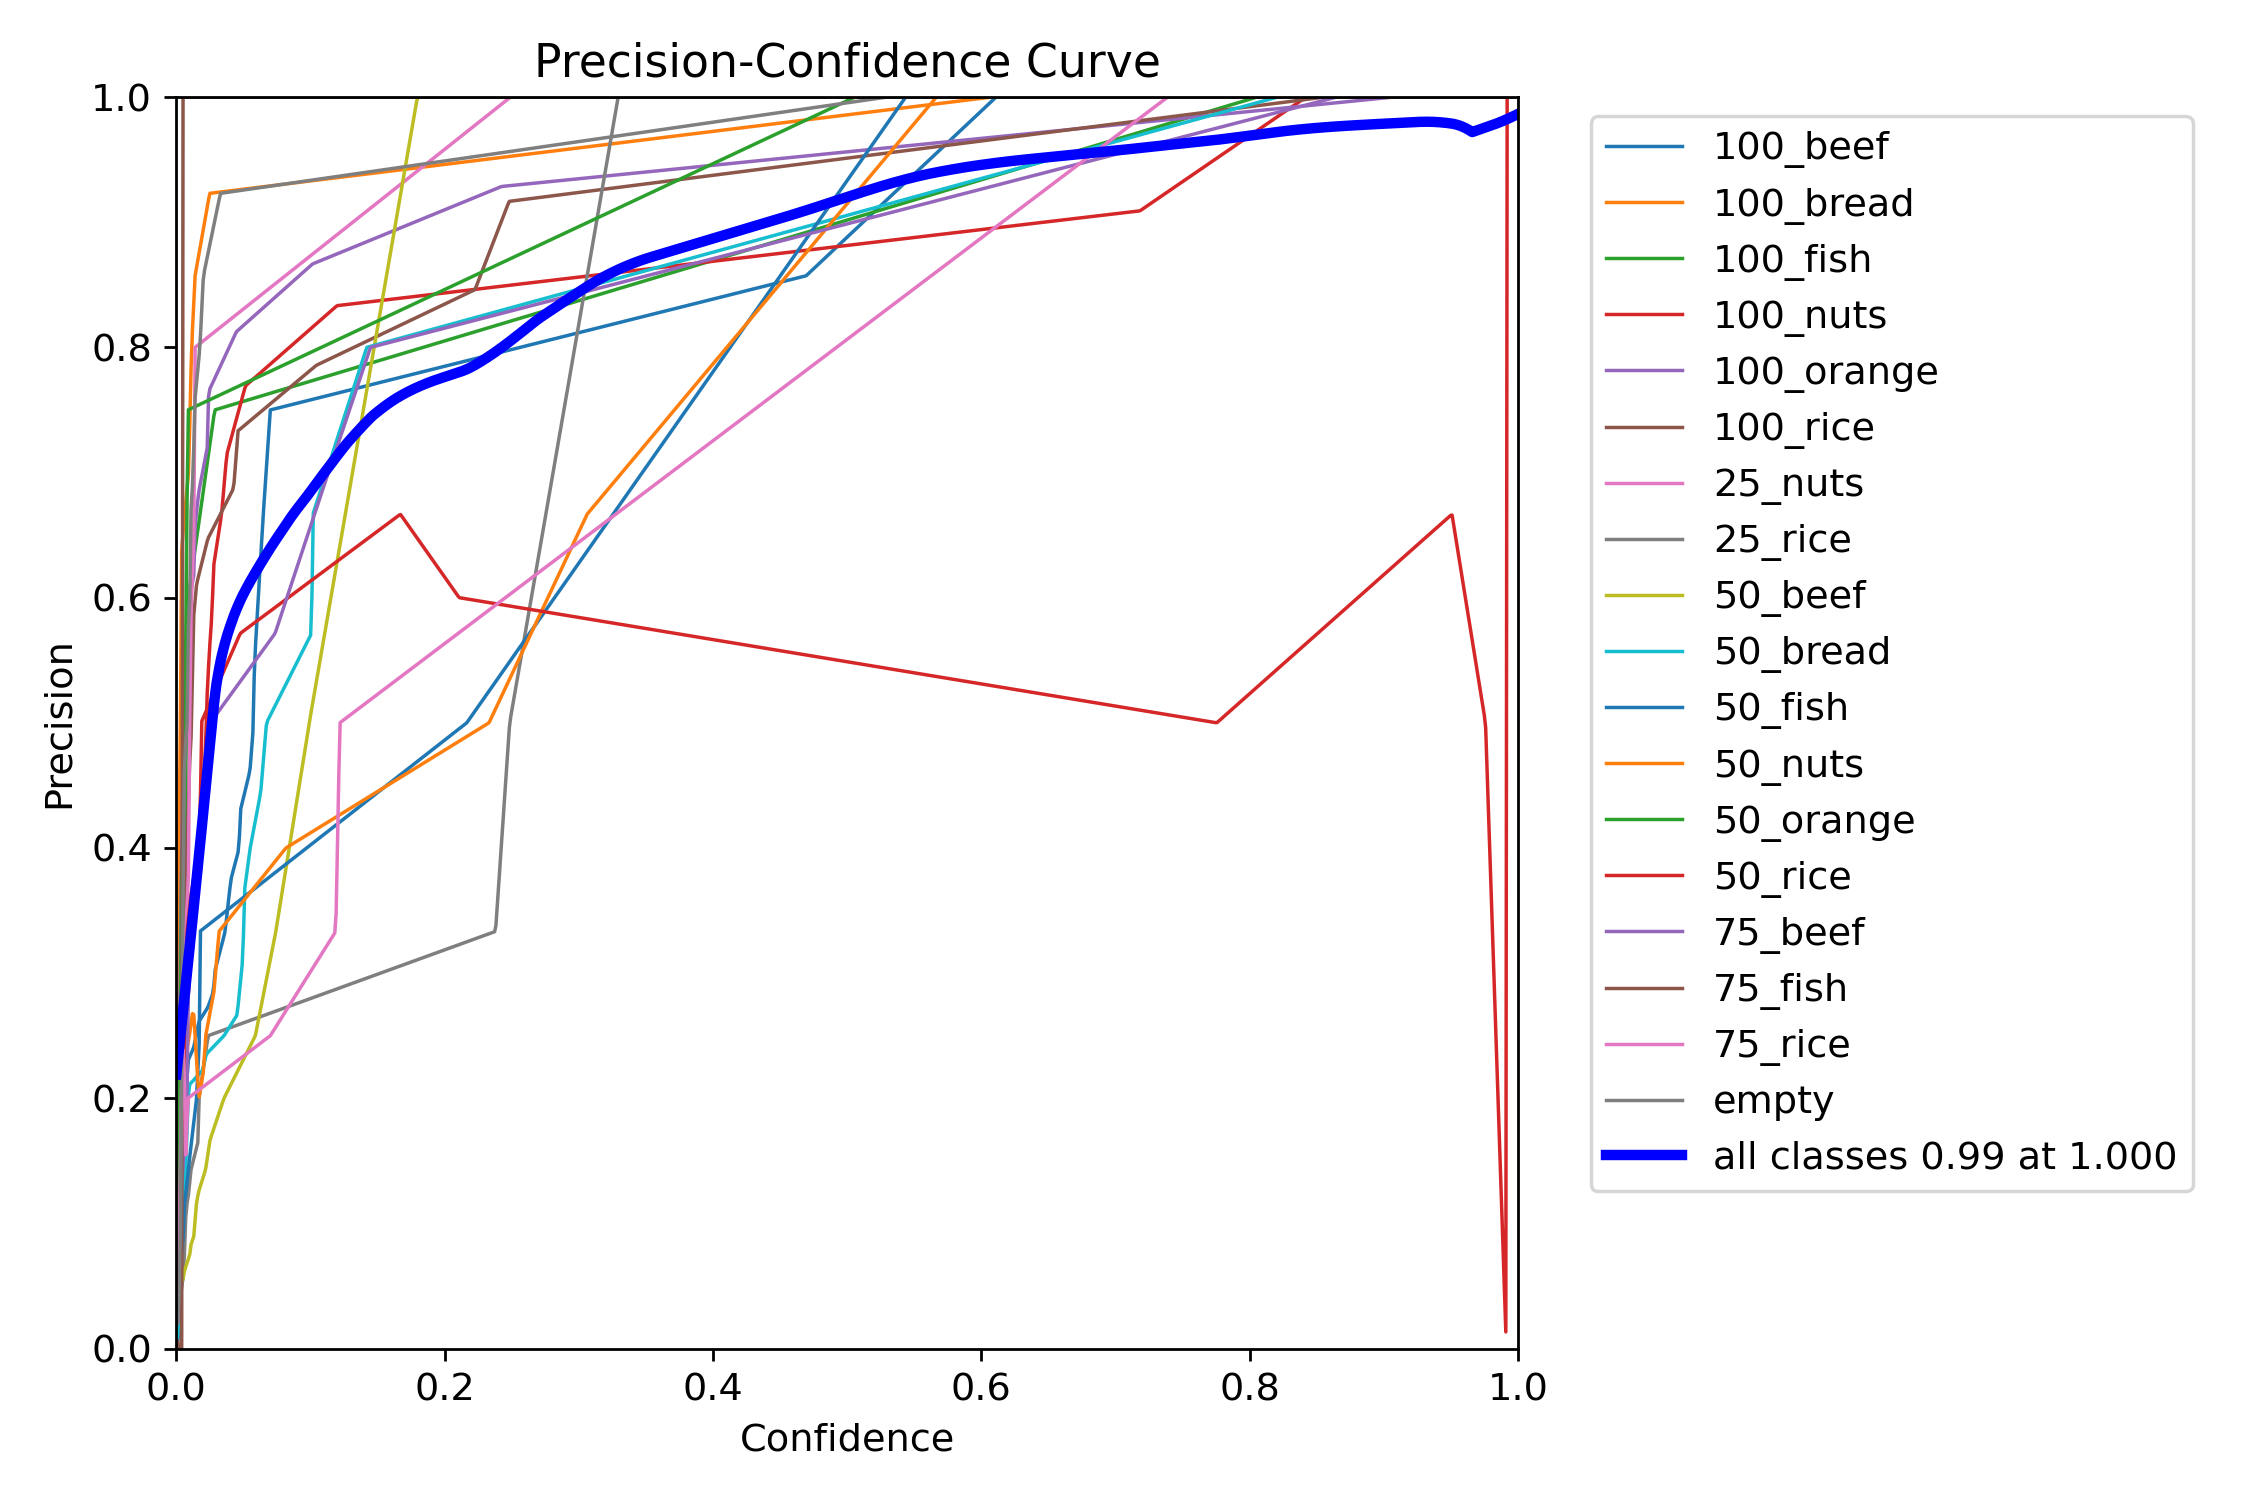 Precision-Confidence Curve
1.0
0.8
0.6
0.4
0.2
0.0
Precision
0.0 0.2 0.4 0.6 0.8 1.0
Confidence
100_beef
100_bread
100_fish
100_nuts
100_orange
100_rice
25_nuts
25_rice
50_beef
50_bread
50_fish
50_nuts
50_orange
50_rice
75_beef
75_fish
75_rice
empty
all classes 0.99 at 1.000